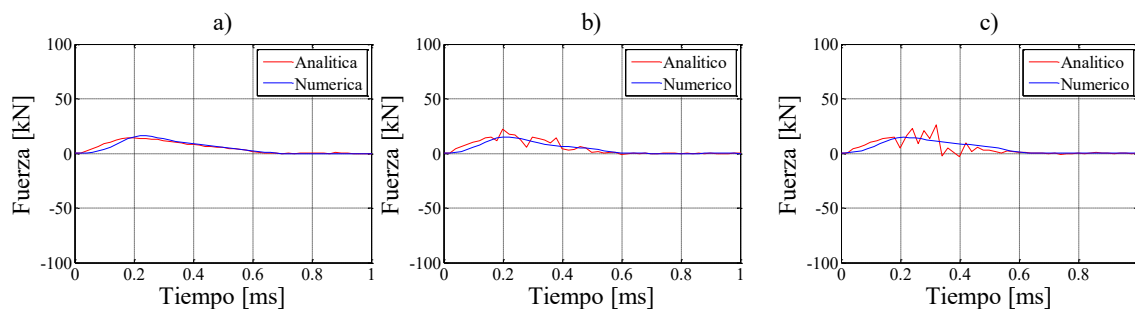 a)
Fuerza [kN]
100
50
0
-50
-100
0 0.2 0.4 0.6 0.8 1
Tiempo [ms]
Analitica
Numerica
b)
Fuerza [kN]
100
50
0
-50
-100
0 0.2 0.4 0.6 0.8 1
Tiempo [ms]
Analitico
Numerico
c)
Fuerza [kN]
100
50
0
-50
-100
0 0.2 0.4 0.6 0.8
Tiempo [ms]
Analitico
Numerico